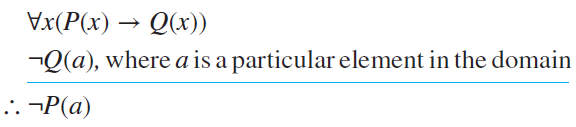 ∀x(P(x) → Q(x))
¬Q(a), where a is a particular element in the domain
∴ ¬P(a)